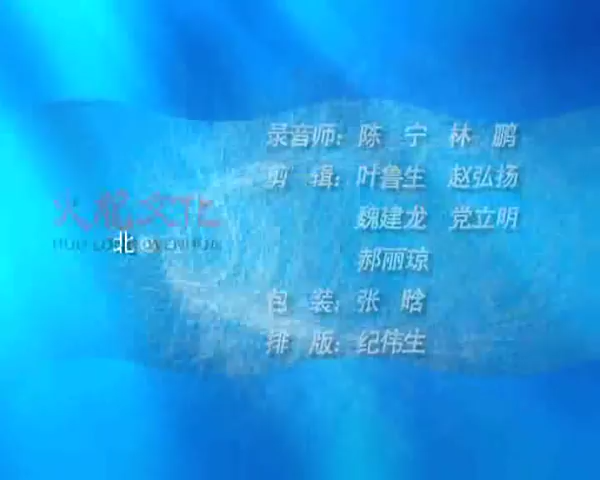 录音师：陈 宁 林 鹏
剪 辑：叶鲁生 赵弘扬
魏建龙 党立明
郝丽琼
包 装：张 晗
排 版：纪伟生
火龙文化
北